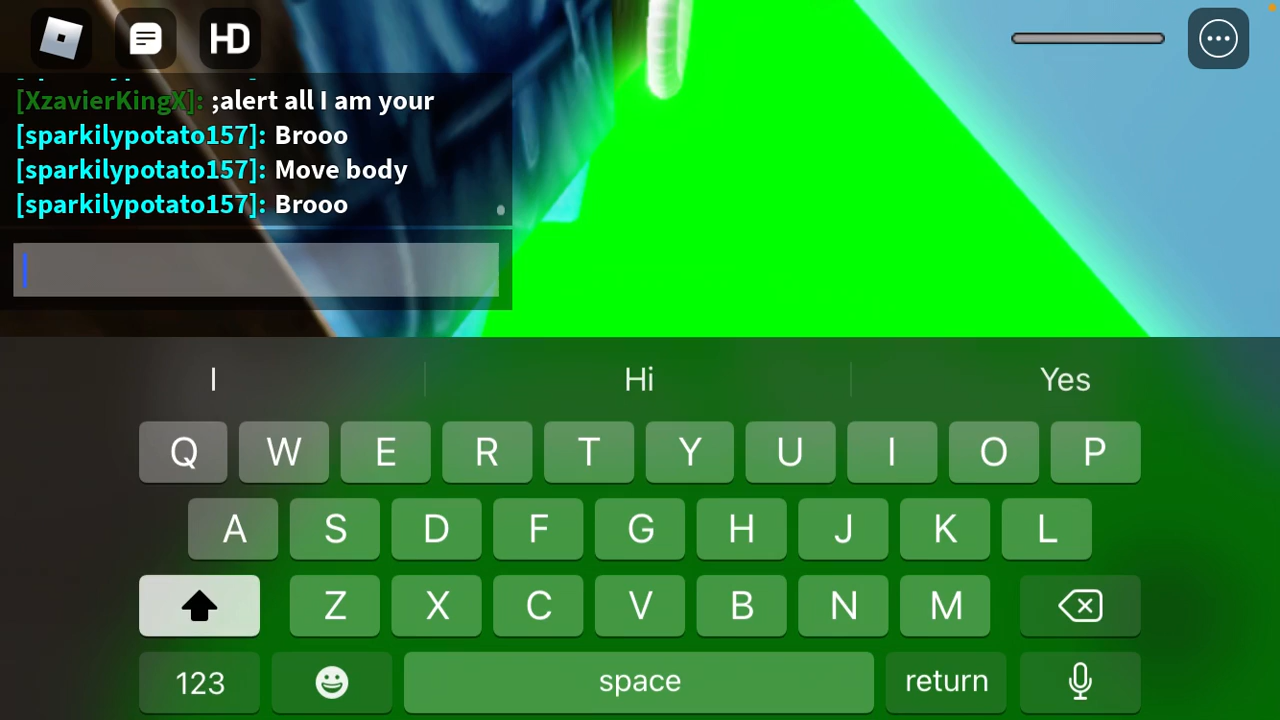 HD
[XzavierKingX]: ;alert all I am your
[sparkilypotato157]: Brooo
[sparkilypotato157]: Move body
[sparkilypotato157]: Brooo
I Hi Yes
Q W E R T Y U I O P
A S D F G H J K L
Z X C V B N M
123 space return